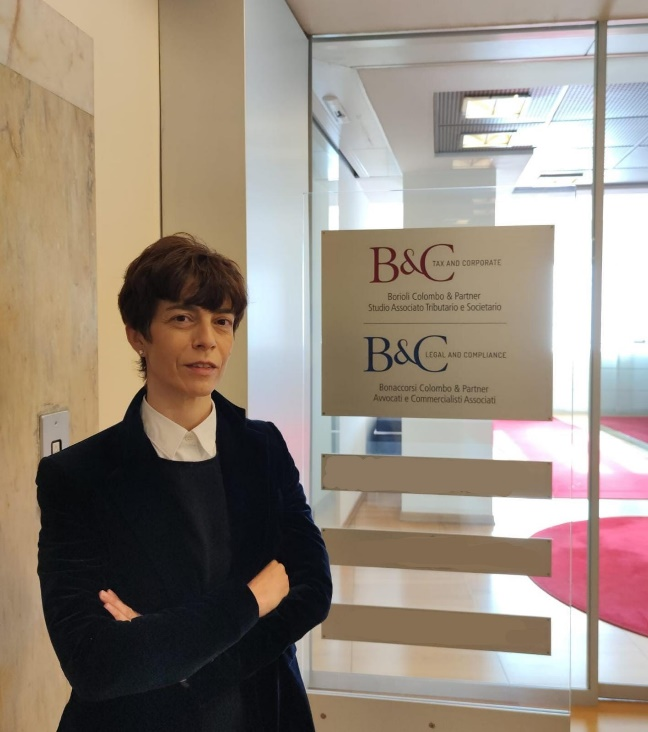 B&C TAX AND CORPORATE
Borioli Colombo & Partner
Studio Associato Tributario e Societario
B&C LEGAL AND COMPLIANCE
Bonaccorsi Colombo & Partner
Avvocati e Commercialisti Associati